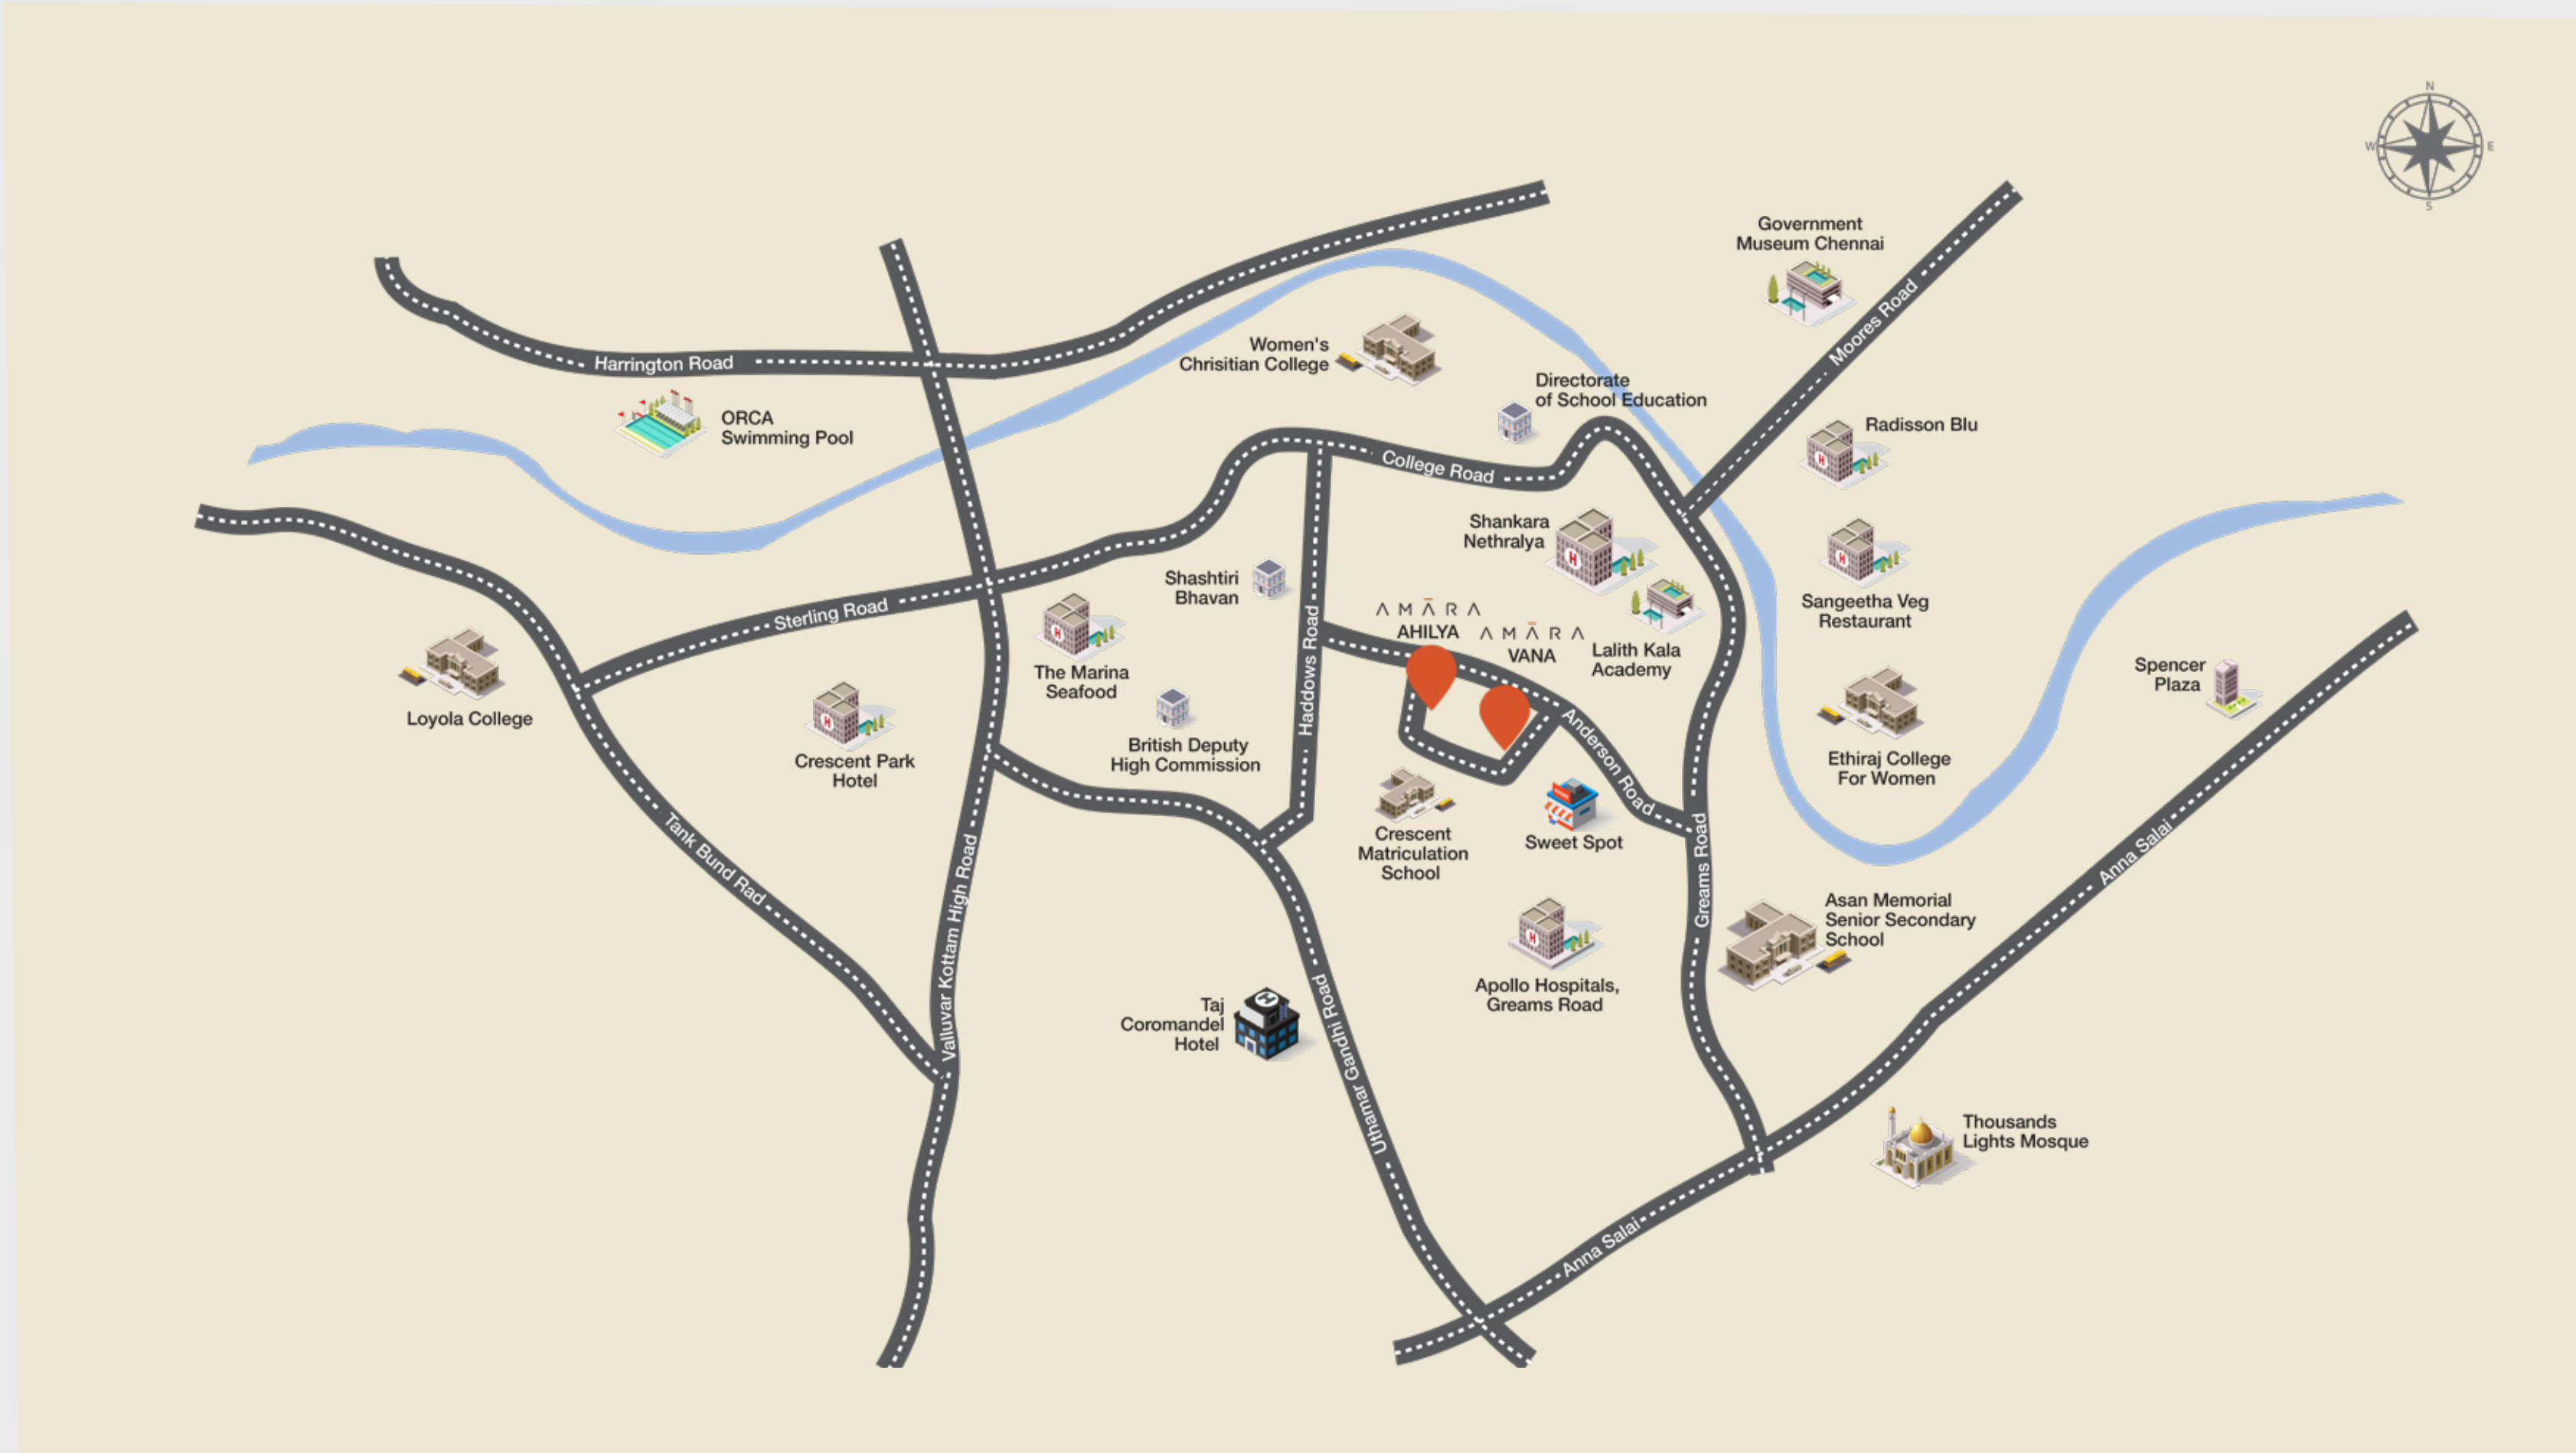 N
W
E
S
Government
Museum Chennai
Moores Road
Harrington Road
Women's
Chrisitian College
Directorate
of School Education
ORCA
Swimming Pool
Radisson Blu
College Road
Shankara
Nethralya
Shashtiri
Bhavan
Sterling Road
Sangeetha Veg
Restaurant
AMĀRA
AHILYA
AMĀRA
VANA
Lalith Kala
Academy
Haddows Road
The Marina
Seafood
Spencer
Plaza
Loyola College
British Deputy
High Commission
Crescent Park
Hotel
Anderson Road
Ethiraj College
For Women
Crescent
Matriculation
School
Sweet Spot
Tank Bund Rad
Valluvar Kottam High Road
Greams Road
Anna Salai
Asan Memorial
Senior Secondary
School
Apollo Hospitals,
Greams Road
Taj
Coromandel
Hotel
Uthamar Gandhi Road
Thousands
Lights Mosque
Anna Salai
H
H
H
H
H
H
H